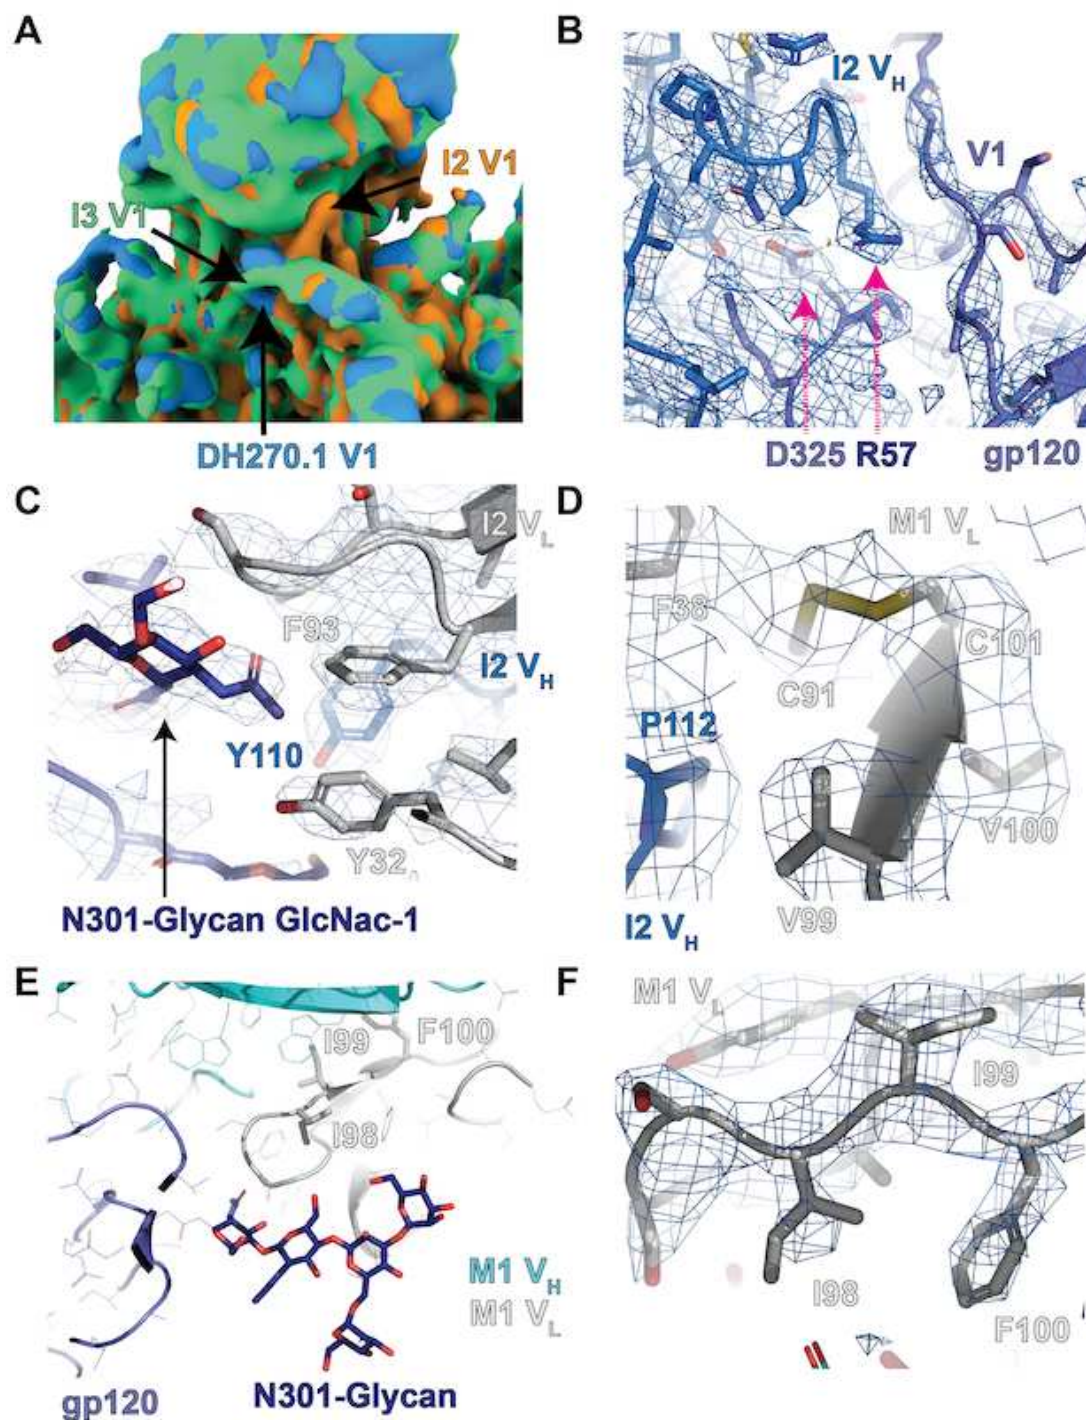 A
I2 V1
I3 V1
DH270.1 V1
B
I2 VH
V1
D325 R57 gp120
C
I2 VL
F93
I2 VH
Y110
Y32
N301-Glycan GlcNac-1
D
M1 VL
F38
C101
C91
P112
V100
V99
I2 VH
E
I99 F100
I98
M1 VH
M1 VL
gp120 N301-Glycan
F
M1 VL
I99
I98
F100